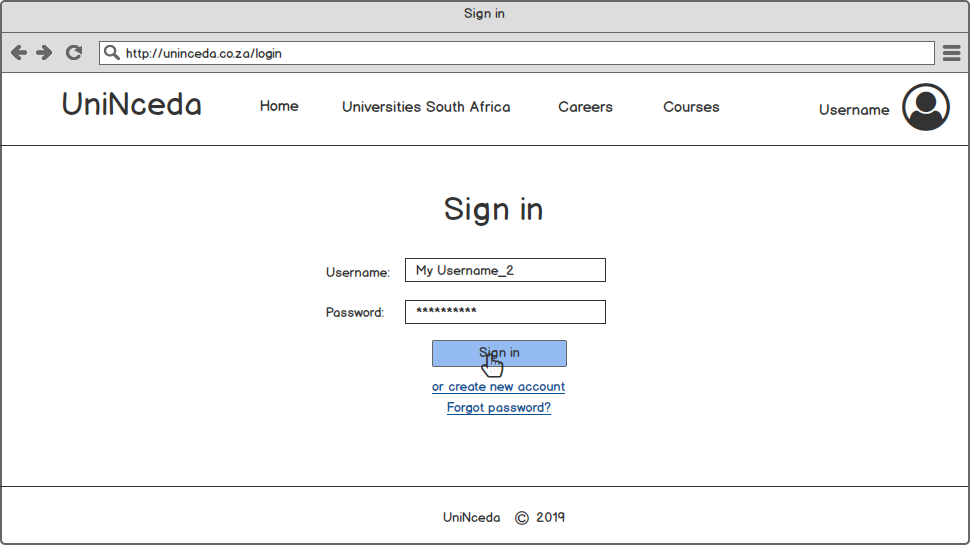 Sign in
http://uninceda.co.za/login
UniNceda Home Universities South Africa Careers Courses Username
Sign in
Username: My Username_2
Password: **********
Sign in
or create new account
Forgot password?
UniNceda © 2019